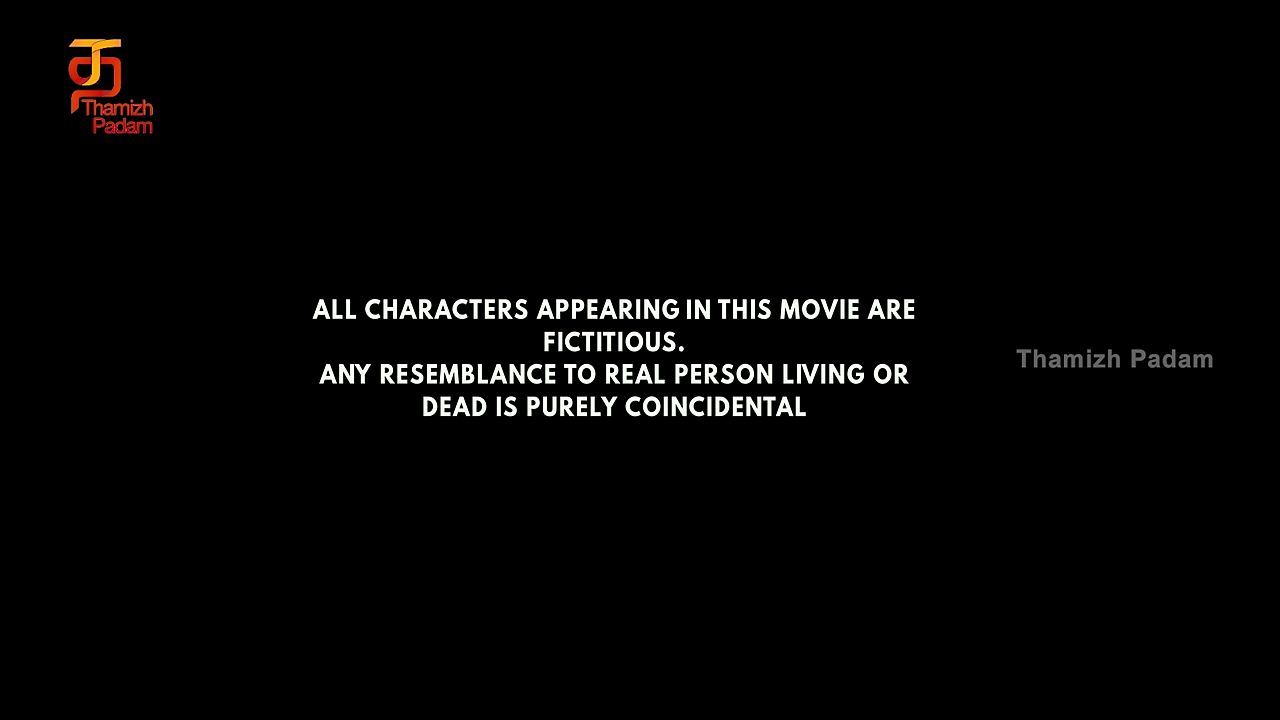 Thamizh
Padam
ALL CHARACTERS APPEARING IN THIS MOVIE ARE
FICTITIOUS.
ANY RESEMBLANCE TO REAL PERSON LIVING OR
DEAD IS PURELY COINCIDENTAL
Thamizh Padam